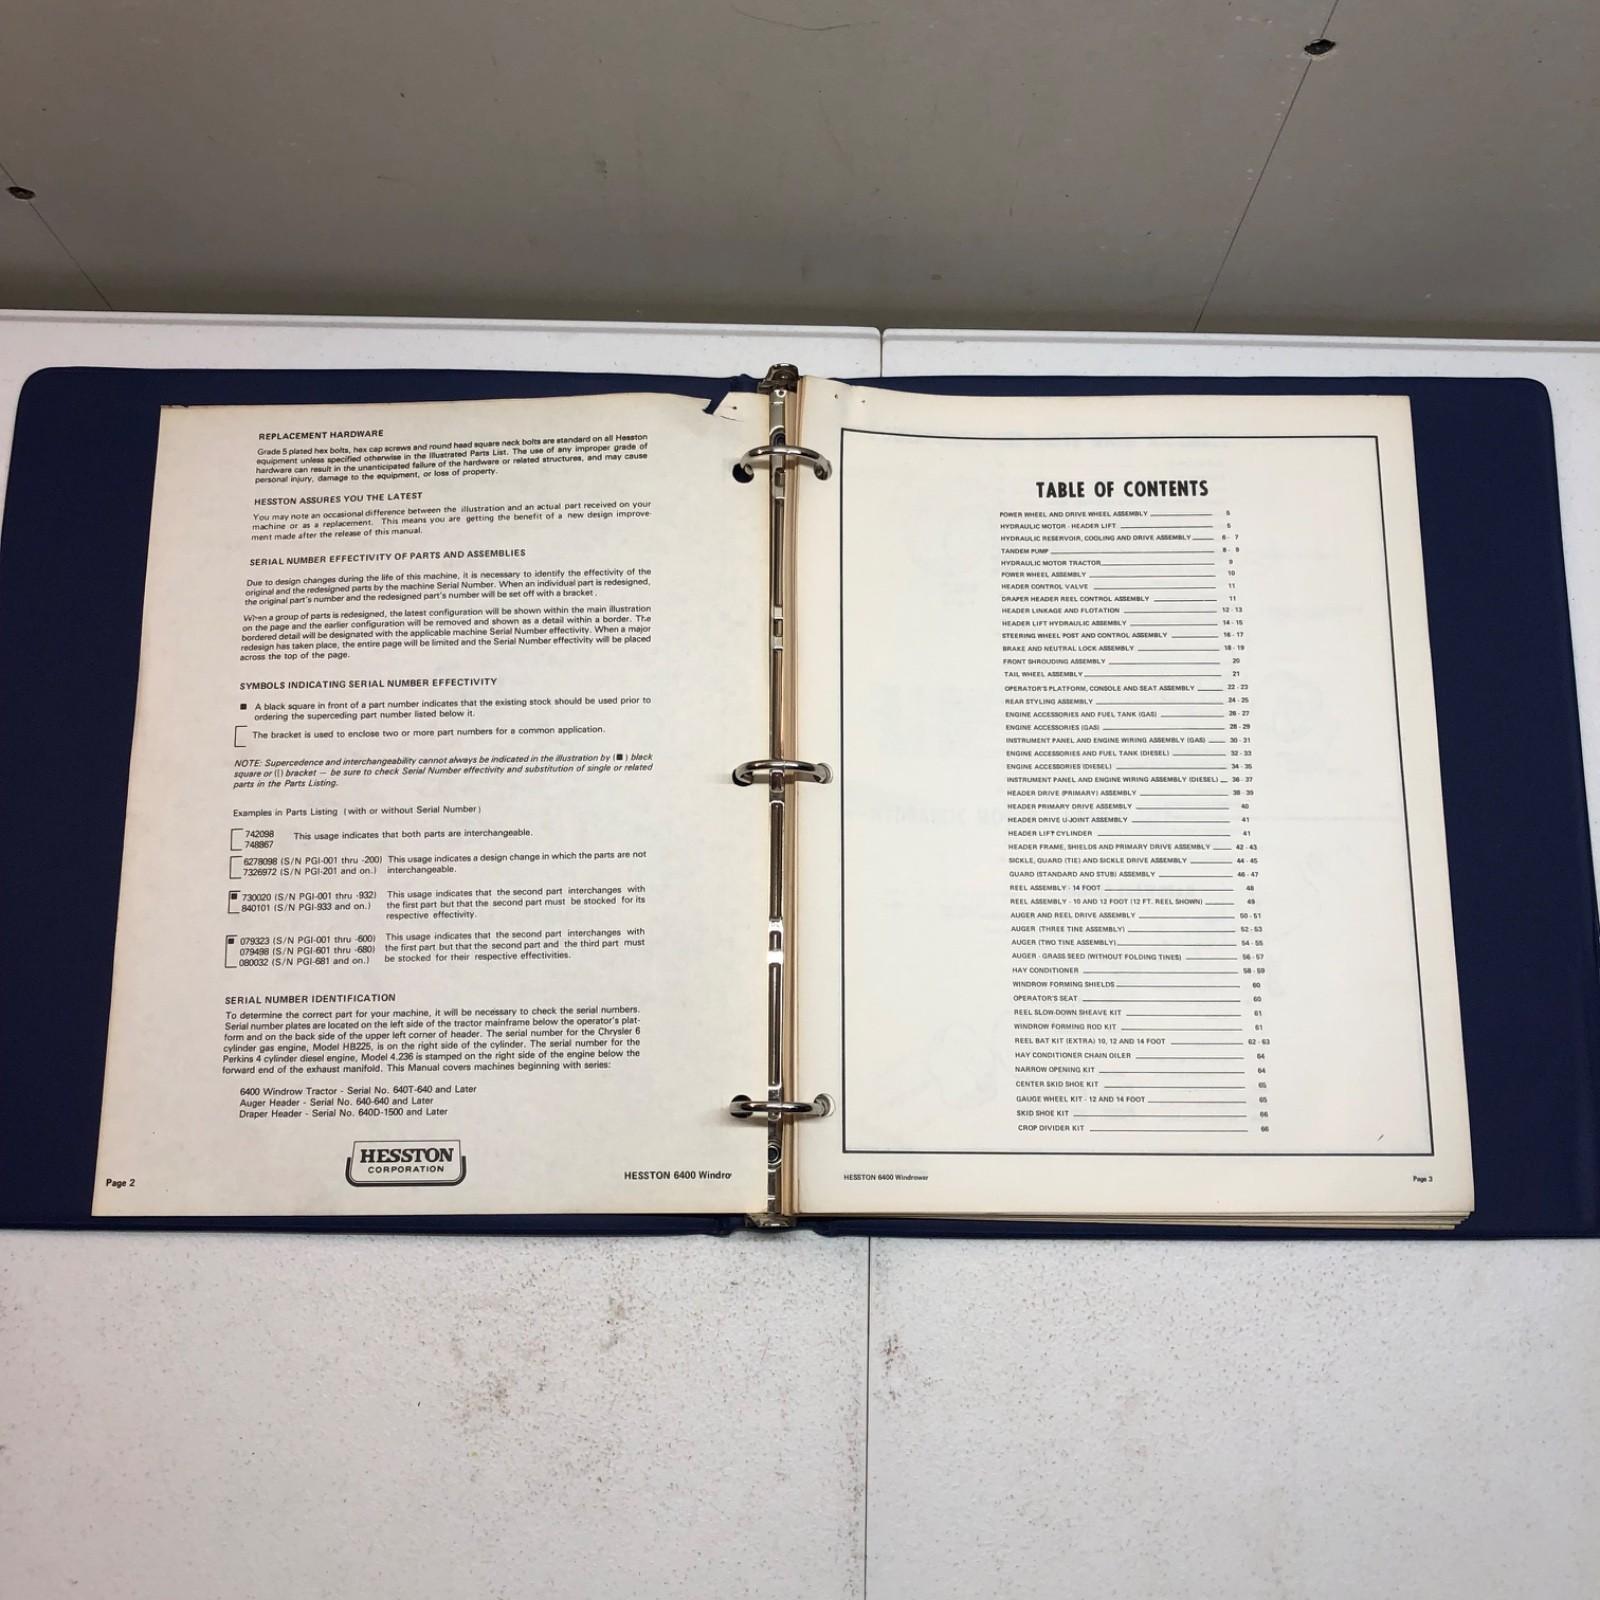 REPLACEMENT HARDWARE
Grade 5 plated hex bolts, hex cap screws and round head square neck bolts are standard on all Hesston
equipment unless specified otherwise in the Illustrated Parts List. The use of any improper grade of
hardware can result in the unanticipated failure of the hardware or related structures, and may cause
personal injury, damage to the equipment, or loss of property.
HESSTON ASSURES YOU THE LATEST
You may note an occasional difference between the illustration and an actual part received on your
machine or as a replacement. This means you are getting the benefit of a new design improve-
ment made after the release of this manual.
SERIAL NUMBER EFFECTIVITY OF PARTS AND ASSEMBLIES
Due to design changes during the life of this machine, it is necessary to identify the effectivity of the
original and the redesigned parts by the machine Serial Number. When an individual part is redesigned,
the original part's number and the redesigned part's number will be set off with a bracket.
When a group of parts is redesigned, the latest configuration will be shown within the main illustration
on the page and the earlier configuration will be removed and shown as a detail within a border. The
bordered detail will be designated with the applicable machine Serial Number effectivity. When a major
redesign has taken place, the entire page will be limited and the Serial Number effectivity will be placed
across the top of the page.
SYMBOLS INDICATING SERIAL NUMBER EFFECTIVITY
■ A black square in front of a part number indicates that the existing stock should be used prior to
ordering the superceding part number listed below it.
[ The bracket is used to enclose two or more part numbers for a common application.
NOTE: Supercedence and interchangeability cannot always be indicated in the illustration by (■) black
square or ([) bracket — be sure to check Serial Number effectivity and substitution of single or related
parts in the Parts Listing.
Examples in Parts Listing (with or without Serial Number)
742098 This usage indicates that both parts are interchangeable.
748867
6278098 (S/N PGI-001 thru -200) This usage indicates a design change in which the parts are not
7326972 (S/N PGI-201 and on.) interchangeable.
■ 730020 (S/N PGI-001 thru -932) This usage indicates that the second part interchanges with
840101 (S/N PGI-933 and on.) the first part but that the second part must be stocked for its
respective effectivity.
■ 079323 (S/N PGI-001 thru -600) This usage indicates that the second part interchanges with
079498 (S/N PGI-601 thru -680) the first part but that the second part and the third part must
080032 (S/N PGI-681 and on.) be stocked for their respective effectivities.
SERIAL NUMBER IDENTIFICATION
To determine the correct part for your machine, it will be necessary to check the serial numbers.
Serial number plates are located on the left side of the tractor mainframe below the operator's plat-
form and on the back side of the upper left corner of header. The serial number for the Chrysler 6
cylinder gas engine, Model HB225, is on the right side of the cylinder. The serial number for the
Perkins 4 cylinder diesel engine, Model 4.236 is stamped on the right side of the engine below the
forward end of the exhaust manifold. This Manual covers machines beginning with series:
6400 Windrow Tractor - Serial No. 640T-640 and Later
Auger Header - Serial No. 640-640 and Later
Draper Header - Serial No. 640D-1500 and Later
HESSTON
CORPORATION
Page 2
HESSTON 6400 Windro
TABLE OF CONTENTS
POWER WHEEL AND DRIVE WHEEL ASSEMBLY 5
HYDRAULIC MOTOR - HEADER LIFT 5
HYDRAULIC RESERVOIR, COOLING AND DRIVE ASSEMBLY 6 - 7
TANDEM PUMP 8 - 9
HYDRAULIC MOTOR TRACTOR 9
POWER WHEEL ASSEMBLY 10
HEADER CONTROL VALVE 11
DRAPER HEADER REEL CONTROL ASSEMBLY 11
HEADER LINKAGE AND FLOTATION 12 - 13
HEADER LIFT HYDRAULIC ASSEMBLY 14 - 15
STEERING WHEEL POST AND CONTROL ASSEMBLY 16 - 17
BRAKE AND NEUTRAL LOCK ASSEMBLY 18 - 19
FRONT SHROUDING ASSEMBLY 20
TAIL WHEEL ASSEMBLY 21
OPERATOR'S PLATFORM, CONSOLE AND SEAT ASSEMBLY 22 - 23
REAR STYLING ASSEMBLY 24 - 25
ENGINE ACCESSORIES AND FUEL TANK (GAS) 26 - 27
ENGINE ACCESSORIES (GAS) 28 - 29
INSTRUMENT PANEL AND ENGINE WIRING ASSEMBLY (GAS) 30 - 31
ENGINE ACCESSORIES AND FUEL TANK (DIESEL) 32 - 33
ENGINE ACCESSORIES (DIESEL) 34 - 35
INSTRUMENT PANEL AND ENGINE WIRING ASSEMBLY (DIESEL) 36 - 37
HEADER DRIVE (PRIMARY) ASSEMBLY 38 - 39
HEADER PRIMARY DRIVE ASSEMBLY 40
HEADER DRIVE U-JOINT ASSEMBLY 41
HEADER LIFT CYLINDER 41
HEADER FRAME, SHIELDS AND PRIMARY DRIVE ASSEMBLY 42 - 43
SICKLE, GUARD (TIE) AND SICKLE DRIVE ASSEMBLY 44 - 45
GUARD (STANDARD AND STUB) ASSEMBLY 46 - 47
REEL ASSEMBLY - 14 FOOT 48
REEL ASSEMBLY - 10 AND 12 FOOT (12 FT. REEL SHOWN) 49
AUGER AND REEL DRIVE ASSEMBLY 50 - 51
AUGER (THREE TINE ASSEMBLY) 52 - 53
AUGER (TWO TINE ASSEMBLY) 54 - 55
AUGER - GRASS SEED (WITHOUT FOLDING TINES) 56 - 57
HAY CONDITIONER 58 - 59
WINDROW FORMING SHIELDS 60
OPERATOR'S SEAT 60
REEL SLOW-DOWN SHEAVE KIT 61
WINDROW FORMING ROD KIT 61
REEL BAT KIT (EXTRA) 10, 12 AND 14 FOOT 62 - 63
HAY CONDITIONER CHAIN OILER 64
NARROW OPENING KIT 64
CENTER SKID SHOE KIT 65
GAUGE WHEEL KIT - 12 AND 14 FOOT 65
SKID SHOE KIT 66
CROP DIVIDER KIT 66
HESSTON 6400 Windrower
Page 3